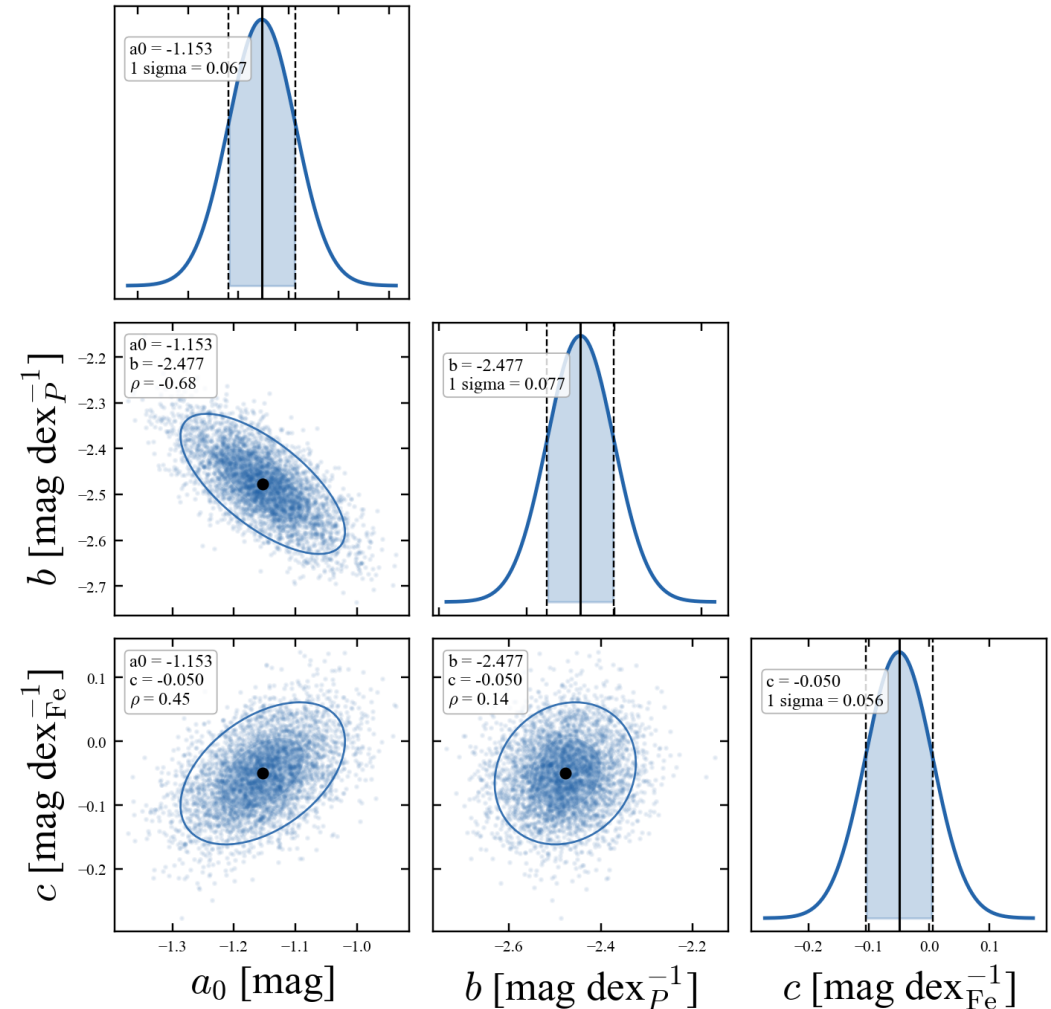 a0 = -1.153
1 sigma = 0.067
b [mag dex_P^{-1}]
−2.2
−2.3
−2.4
−2.5
−2.6
−2.7
a0 = -1.153
b = -2.477
ρ = -0.68
b = -2.477
1 sigma = 0.077
c [mag dex_Fe^{-1}]
0.1
0.0
−0.1
−0.2
a0 = -1.153
c = -0.050
ρ = 0.45
b = -2.477
c = -0.050
ρ = 0.14
c = -0.050
1 sigma = 0.056
−1.3 −1.2 −1.1 −1.0
−2.6 −2.4 −2.2
−0.2 −0.1 0.0 0.1
a₀ [mag]
b [mag dex_P^{-1}]
c [mag dex_Fe^{-1}]